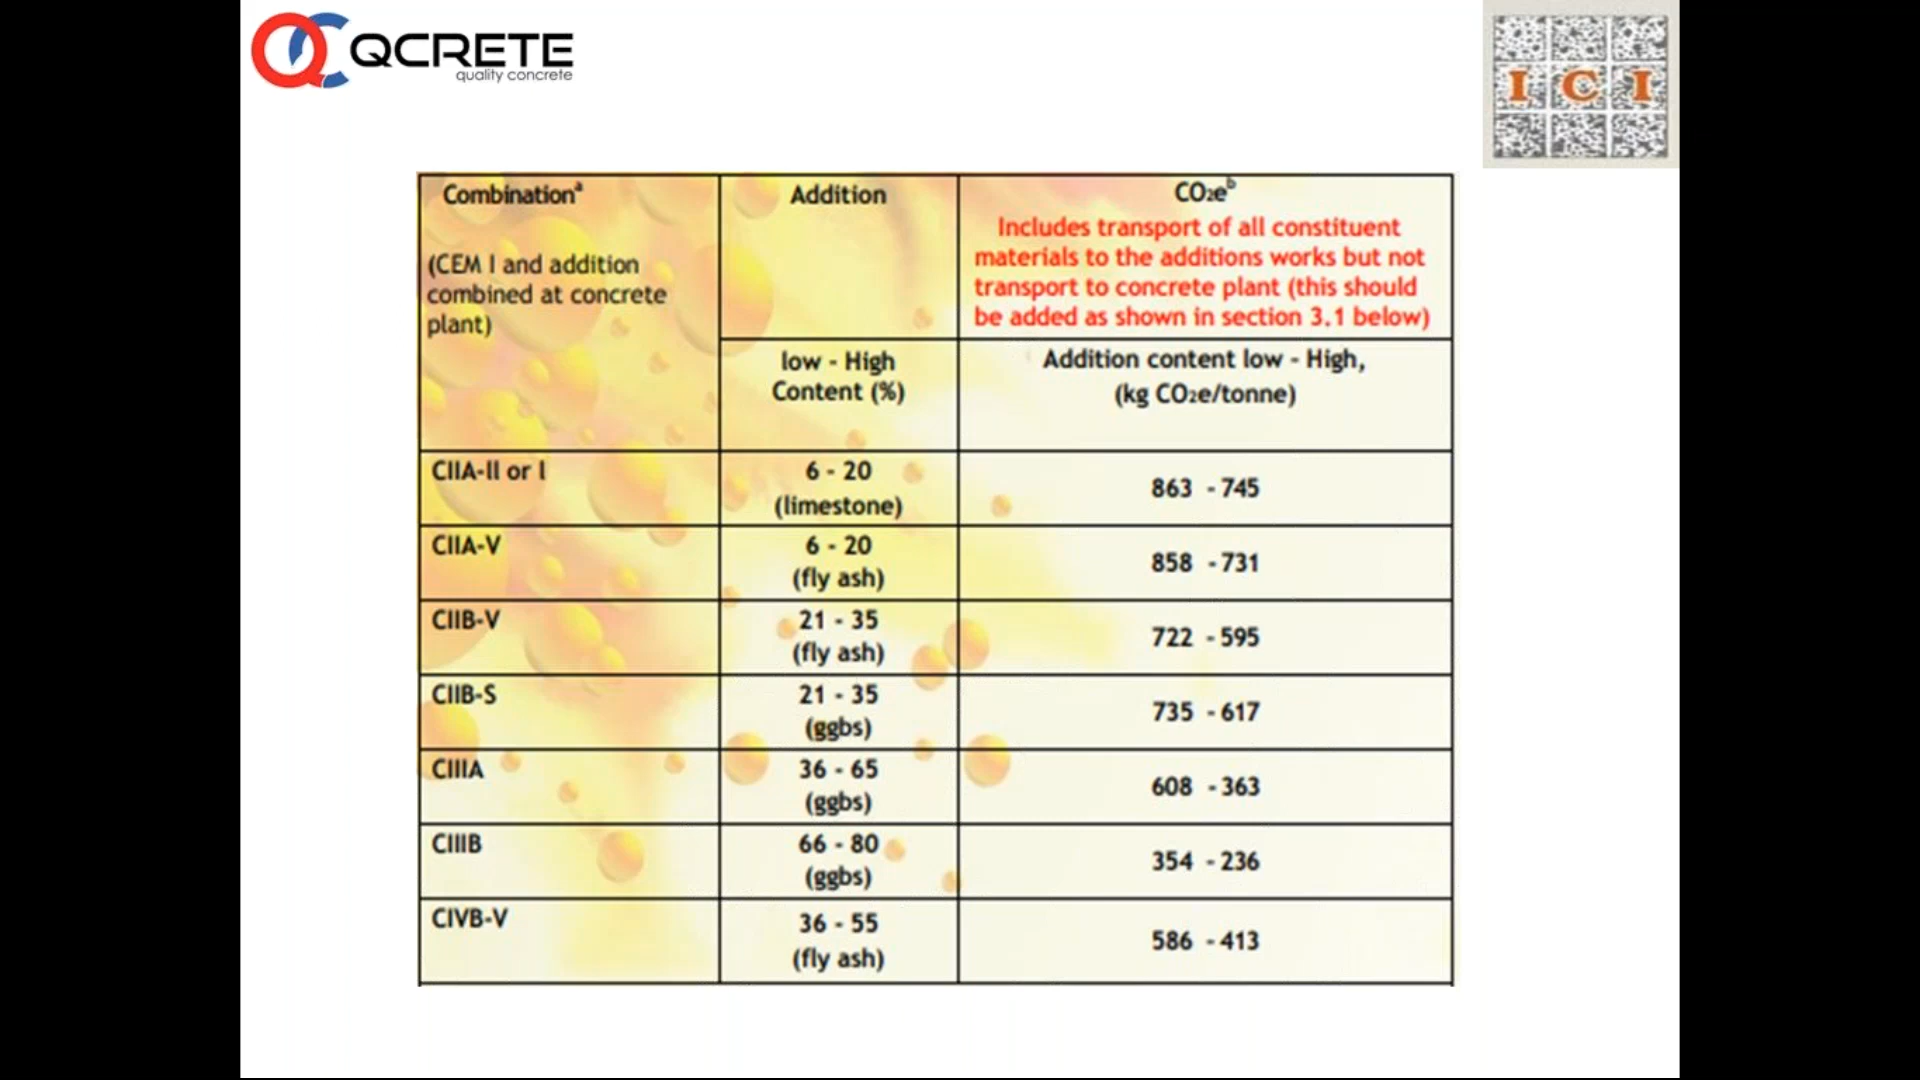 QCRETE
quality concrete
I C I
Combinationᵃ
(CEM I and addition
combined at concrete
plant)
Addition
CO₂eᵇ
Includes transport of all constituent
materials to the additions works but not
transport to concrete plant (this should
be added as shown in section 3.1 below)
low - High
Content (%)
Addition content low - High,
(kg CO₂e/tonne)
CIIA-ll or l
6 - 20
(limestone)
863 - 745
CIIA-V
6 - 20
(fly ash)
858 - 731
CIIB-V
21 - 35
(fly ash)
722 - 595
CIIB-S
21 - 35
(ggbs)
735 - 617
CIIIA
36 - 65
(ggbs)
608 - 363
CIIIB
66 - 80
(ggbs)
354 - 236
CIVB-V
36 - 55
(fly ash)
586 - 413